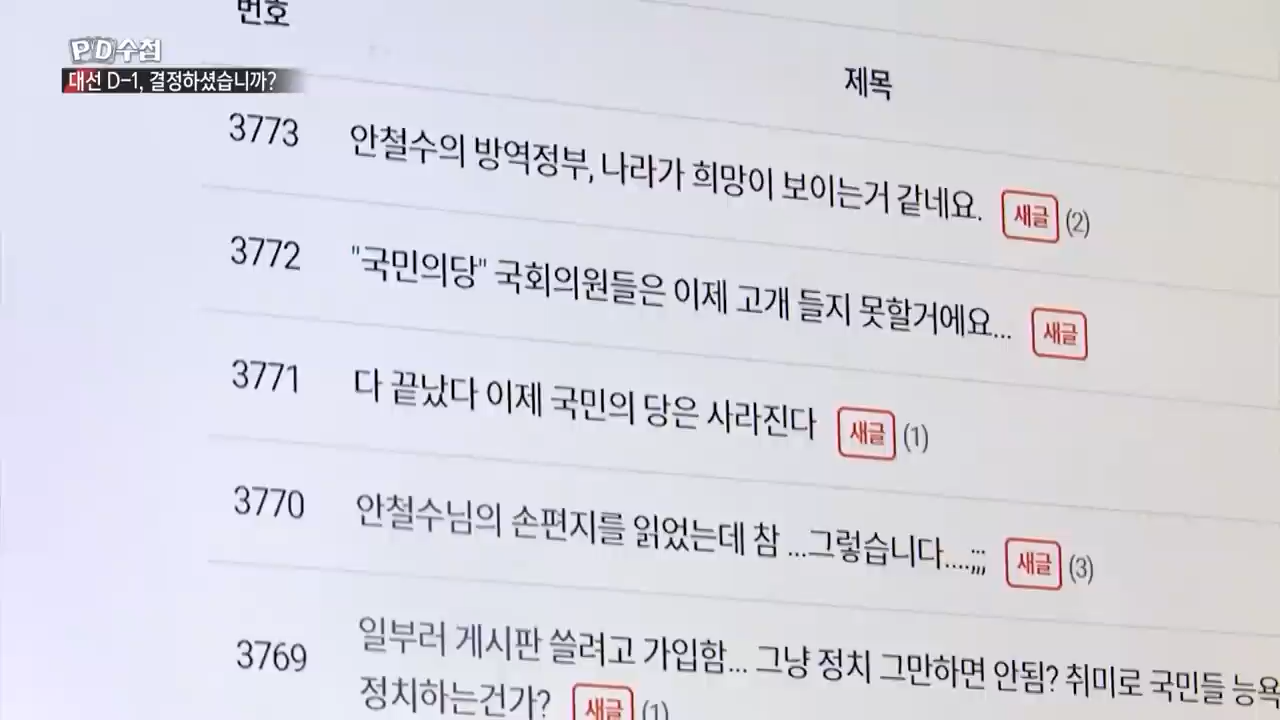 번호
PD수첩
대선 D-1, 결정하셨습니까?
제목
3773 안철수의 방역정부, 나라가 희망이 보이는거 같네요. 새글 (2)
3772 "국민의당" 국회의원들은 이제 고개 들지 못할거에요... 새글
3771 다 끝났다 이제 국민의 당은 사라진다 새글 (1)
3770 안철수님의 손편지를 읽었는데 참 ...그렇습니다....;;; 새글 (3)
3769 일부러 게시판 쓸려고 가입함... 그냥 정치 그만하면 안됨? 취미로 국민들 능욕
정치하는건가? 새글 (1)